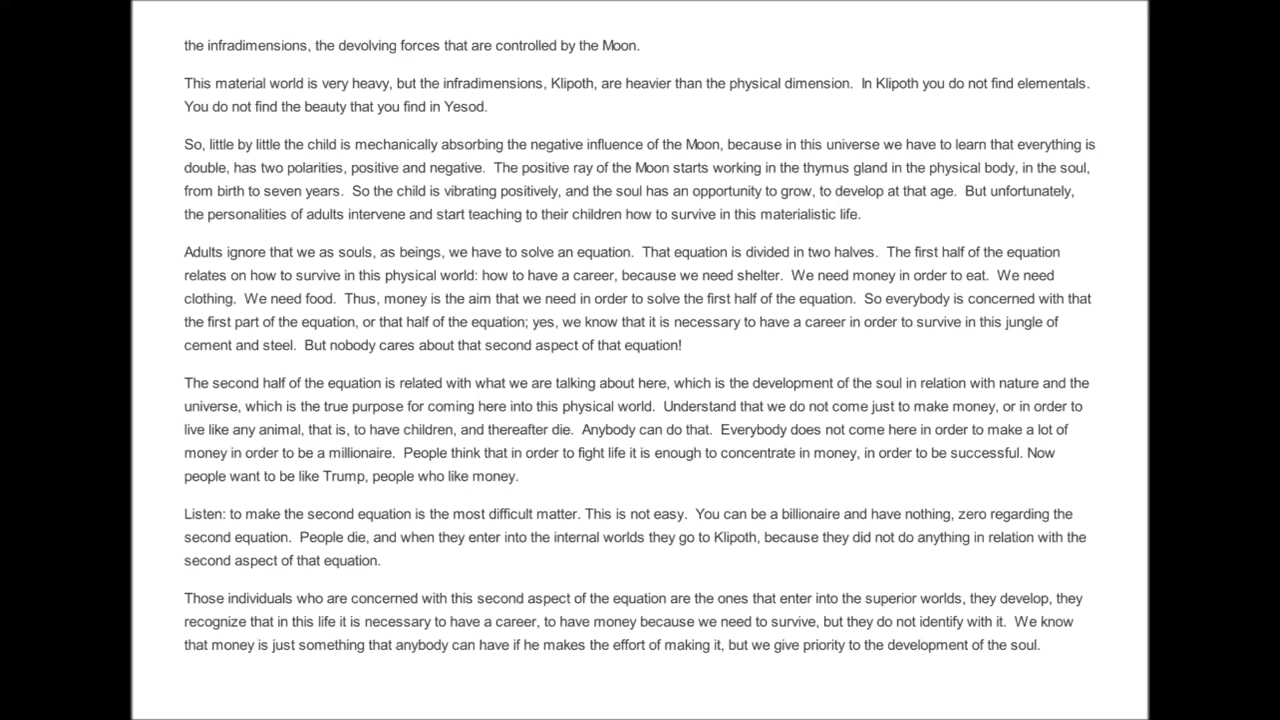 the infradimensions, the devolving forces that are controlled by the Moon.
This material world is very heavy, but the infradimensions, Klipoth, are heavier than the physical dimension.  In Klipoth you do not find elementals.
You do not find the beauty that you find in Yesod.
So, little by little the child is mechanically absorbing the negative influence of the Moon, because in this universe we have to learn that everything is
double, has two polarities, positive and negative.  The positive ray of the Moon starts working in the thymus gland in the physical body, in the soul,
from birth to seven years.  So the child is vibrating positively, and the soul has an opportunity to grow, to develop at that age.  But unfortunately,
the personalities of adults intervene and start teaching to their children how to survive in this materialistic life.
Adults ignore that we as souls, as beings, we have to solve an equation.  That equation is divided in two halves.  The first half of the equation
relates on how to survive in this physical world: how to have a career, because we need shelter.  We need money in order to eat.  We need
clothing.  We need food.  Thus, money is the aim that we need in order to solve the first half of the equation.  So everybody is concerned with that
the first part of the equation, or that half of the equation; yes, we know that it is necessary to have a career in order to survive in this jungle of
cement and steel.  But nobody cares about that second aspect of that equation!
The second half of the equation is related with what we are talking about here, which is the development of the soul in relation with nature and the
universe, which is the true purpose for coming here into this physical world.  Understand that we do not come just to make money, or in order to
live like any animal, that is, to have children, and thereafter die.  Anybody can do that.  Everybody does not come here in order to make a lot of
money in order to be a millionaire.  People think that in order to fight life it is enough to concentrate in money, in order to be successful. Now
people want to be like Trump, people who like money.
Listen: to make the second equation is the most difficult matter. This is not easy.  You can be a billionaire and have nothing, zero regarding the
second equation.  People die, and when they enter into the internal worlds they go to Klipoth, because they did not do anything in relation with the
second aspect of that equation.
Those individuals who are concerned with this second aspect of the equation are the ones that enter into the superior worlds, they develop, they
recognize that in this life it is necessary to have a career, to have money because we need to survive, but they do not identify with it.  We know
that money is just something that anybody can have if he makes the effort of making it, but we give priority to the development of the soul.